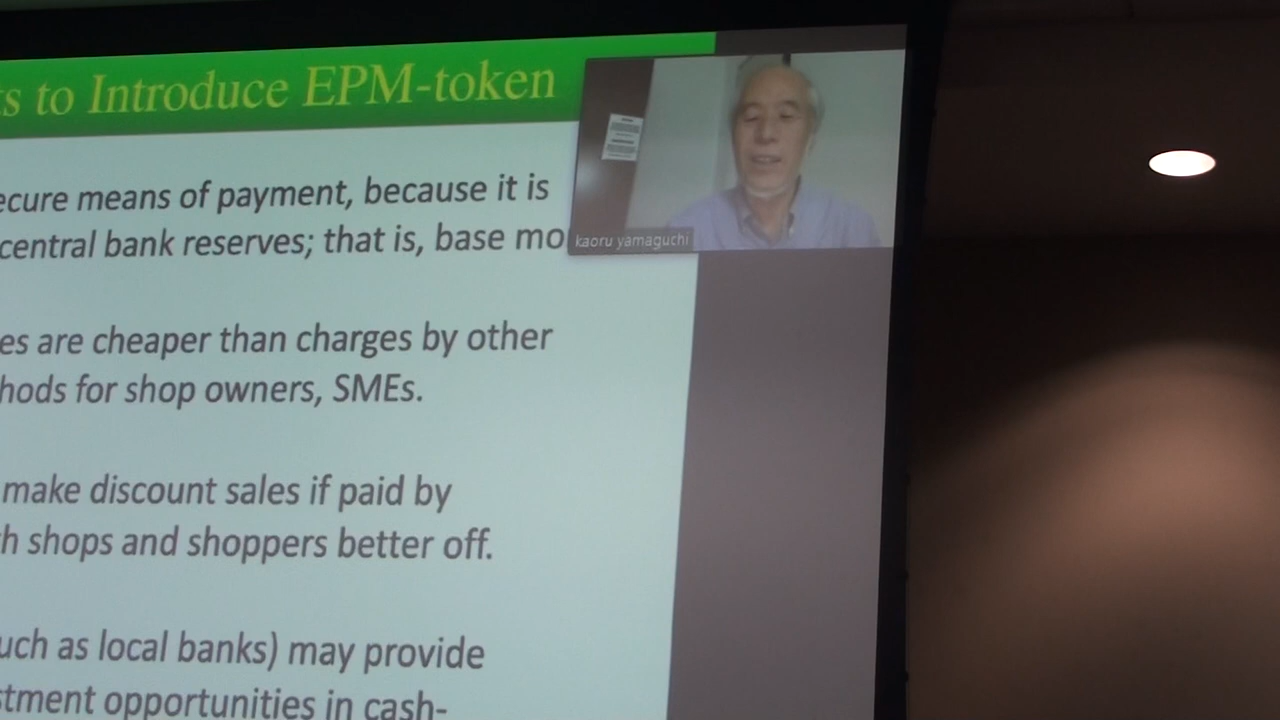 s to Introduce EPM-token
ecure means of payment, because it is
central bank reserves; that is, base mo
kaoru yamaguchi
es are cheaper than charges by other
hods for shop owners, SMEs.
make discount sales if paid by
h shops and shoppers better off.
uch as local banks) may provide
stment opportunities in cash-